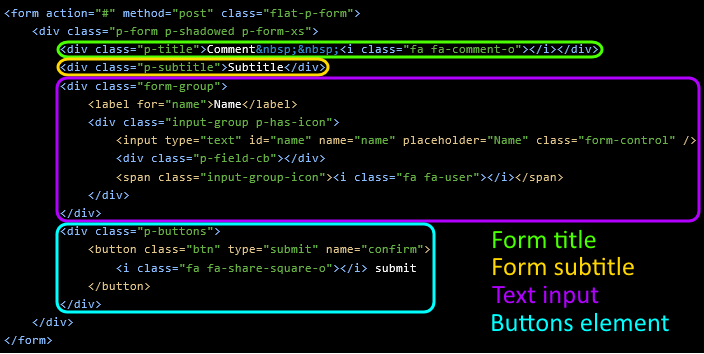 <form action="#" method="post" class="flat-p-form">
<div class="p-form p-shadowed p-form-xs">
<div class="p-title">Comment&nbsp;&nbsp;<i class="fa fa-comment-o"></i></div>
<div class="p-subtitle">Subtitle</div>
<div class="form-group">
<label for="name">Name</label>
<div class="input-group p-has-icon">
<input type="text" id="name" name="name" placeholder="Name" class="form-control" />
<div class="p-field-cb"></div>
<span class="input-group-icon"><i class="fa fa-user"></i></span>
</div>
</div>
<div class="p-buttons">
<button class="btn" type="submit" name="confirm">
<i class="fa fa-share-square-o"></i> submit
</button>
</div>
</div>
</form>
Form title
Form subtitle
Text input
Buttons element